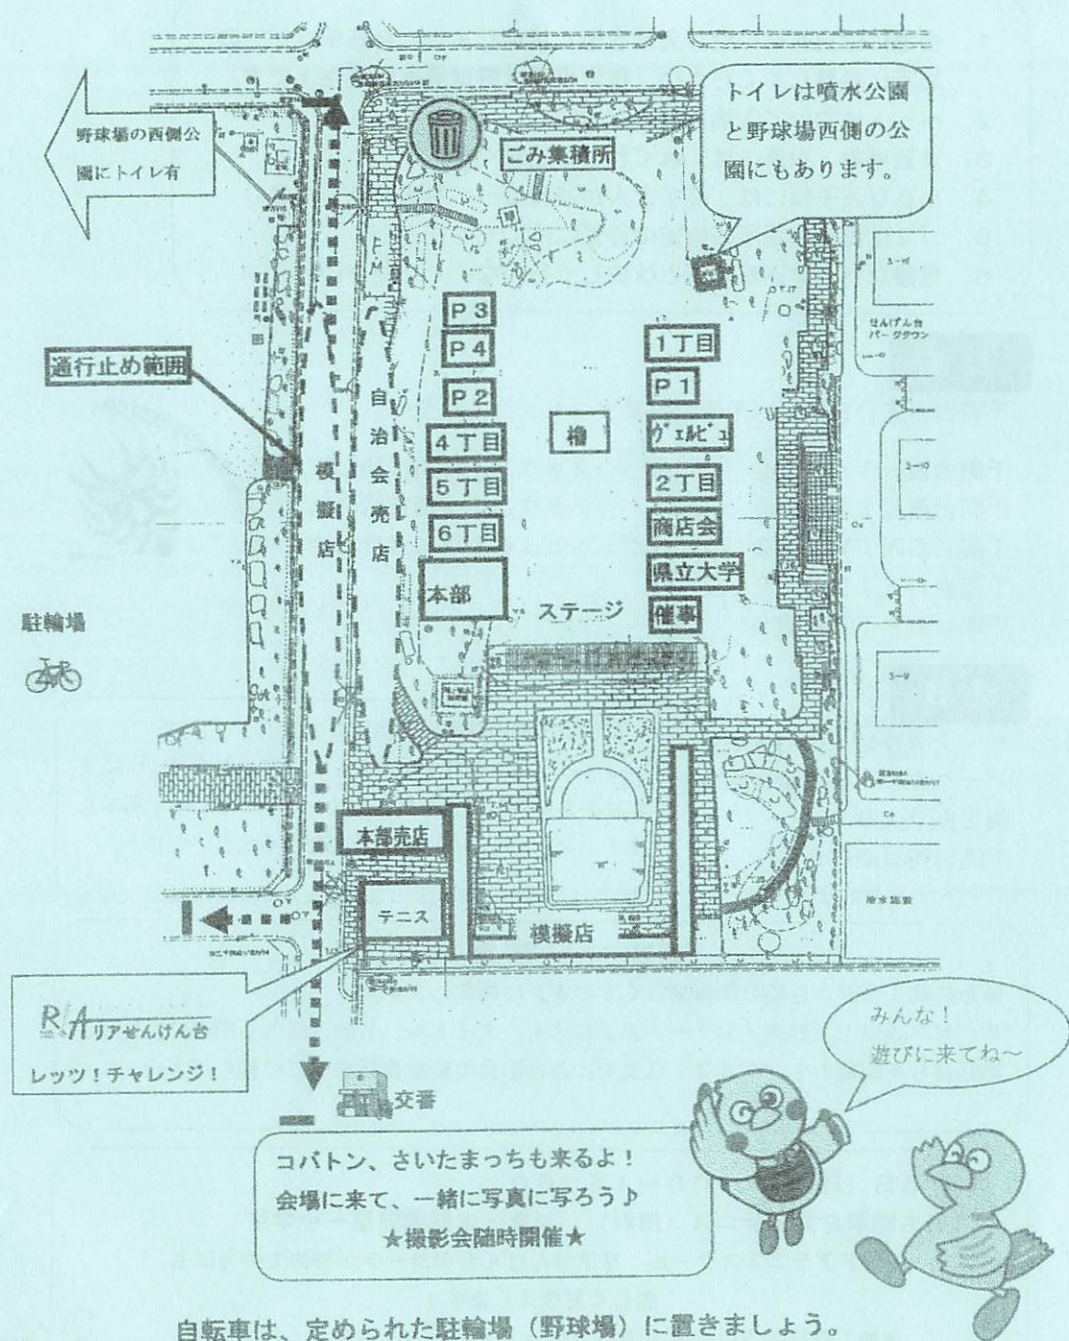 野球場の西側公
園にトイレ有
ごみ集積所
トイレは噴水公園
と野球場西側の公
園にもあります。
通行止め範囲
模擬店
自治会売店
P3
P4
P2
4丁目
5丁目
6丁目
本部
櫓
ステージ
1丁目
P1
ヴェルビュ
2丁目
商店会
県立大学
催事
せんげん台
パークタウン
3-10
3-9
駐輪場
本部売店
テニス
模擬店
RIA リアせんげん台
レッツ!チャレンジ!
交番
みんな!
遊びに来てね～
コバトン、さいたまっちも来るよ!
会場に来て、一緒に写真に写ろう♪
★撮影会随時開催★
自転車は、定められた駐輪場(野球場)に置きましょう。